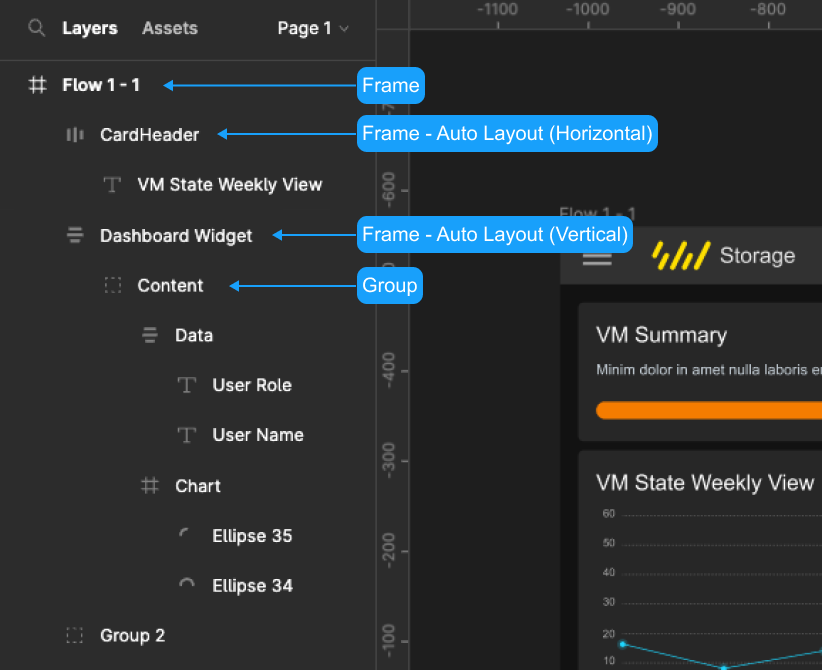 Layers Assets Page 1
-1100 -1000 -900 -800
Flow 1 - 1
Frame
CardHeader
Frame - Auto Layout (Horizontal)
VM State Weekly View
-600
Flow 1 - 1
Dashboard Widget
Frame - Auto Layout (Vertical)
Storage
Content
Group
Data
VM Summary
Minim dolor in amet nulla laboris
-400
User Role
User Name
-300
Chart
VM State Weekly View
60
Ellipse 35
50
-200
40
Ellipse 34
30
Group 2
20
-100
10